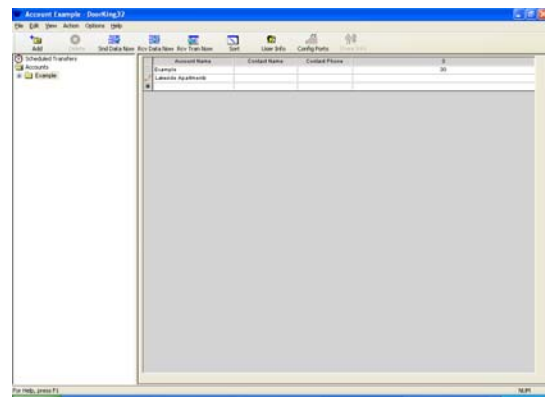 Account Example - DoorKing32
File Edit View Action Options Help
Add Delete Snd Data Now Rcv Data Now Rcv Tran Now Sort User Info Config Ports
Scheduled Transfers
Accounts
Example
Account Name Contact Name Contact Phone
Example 30
Lakeside Apartments
For Help, press F1 NUM